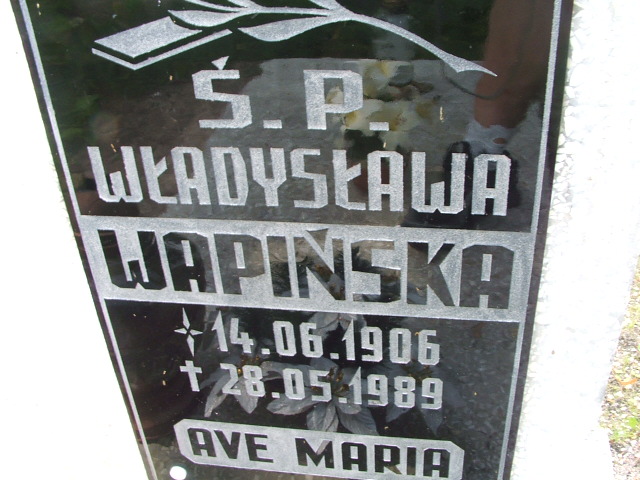 Ś.P.
WŁADYSŁAWA
WAPIŃSKA
14.06.1906
28.05.1989
AVE MARIA